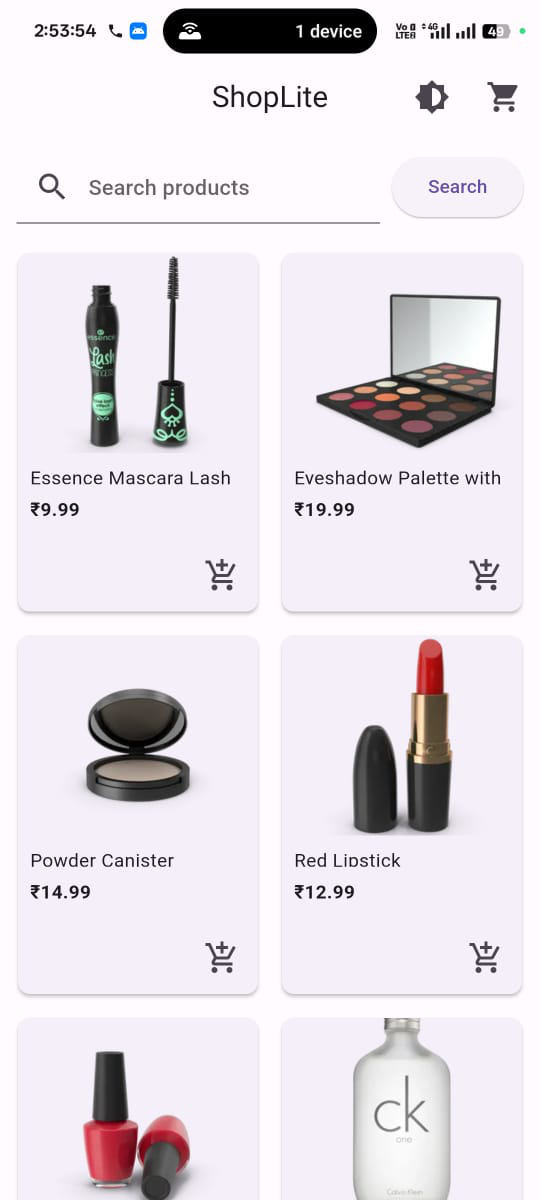 2:53:54
1 device
Vo
LTE
4G
49
ShopLite
Search products
Search
essence
Lash
PRINCESS
Essence Mascara Lash
₹9.99
Eyeshadow Palette with
₹19.99
Powder Canister
₹14.99
Red Lipstick
₹12.99
ck
one
Calvin Klein